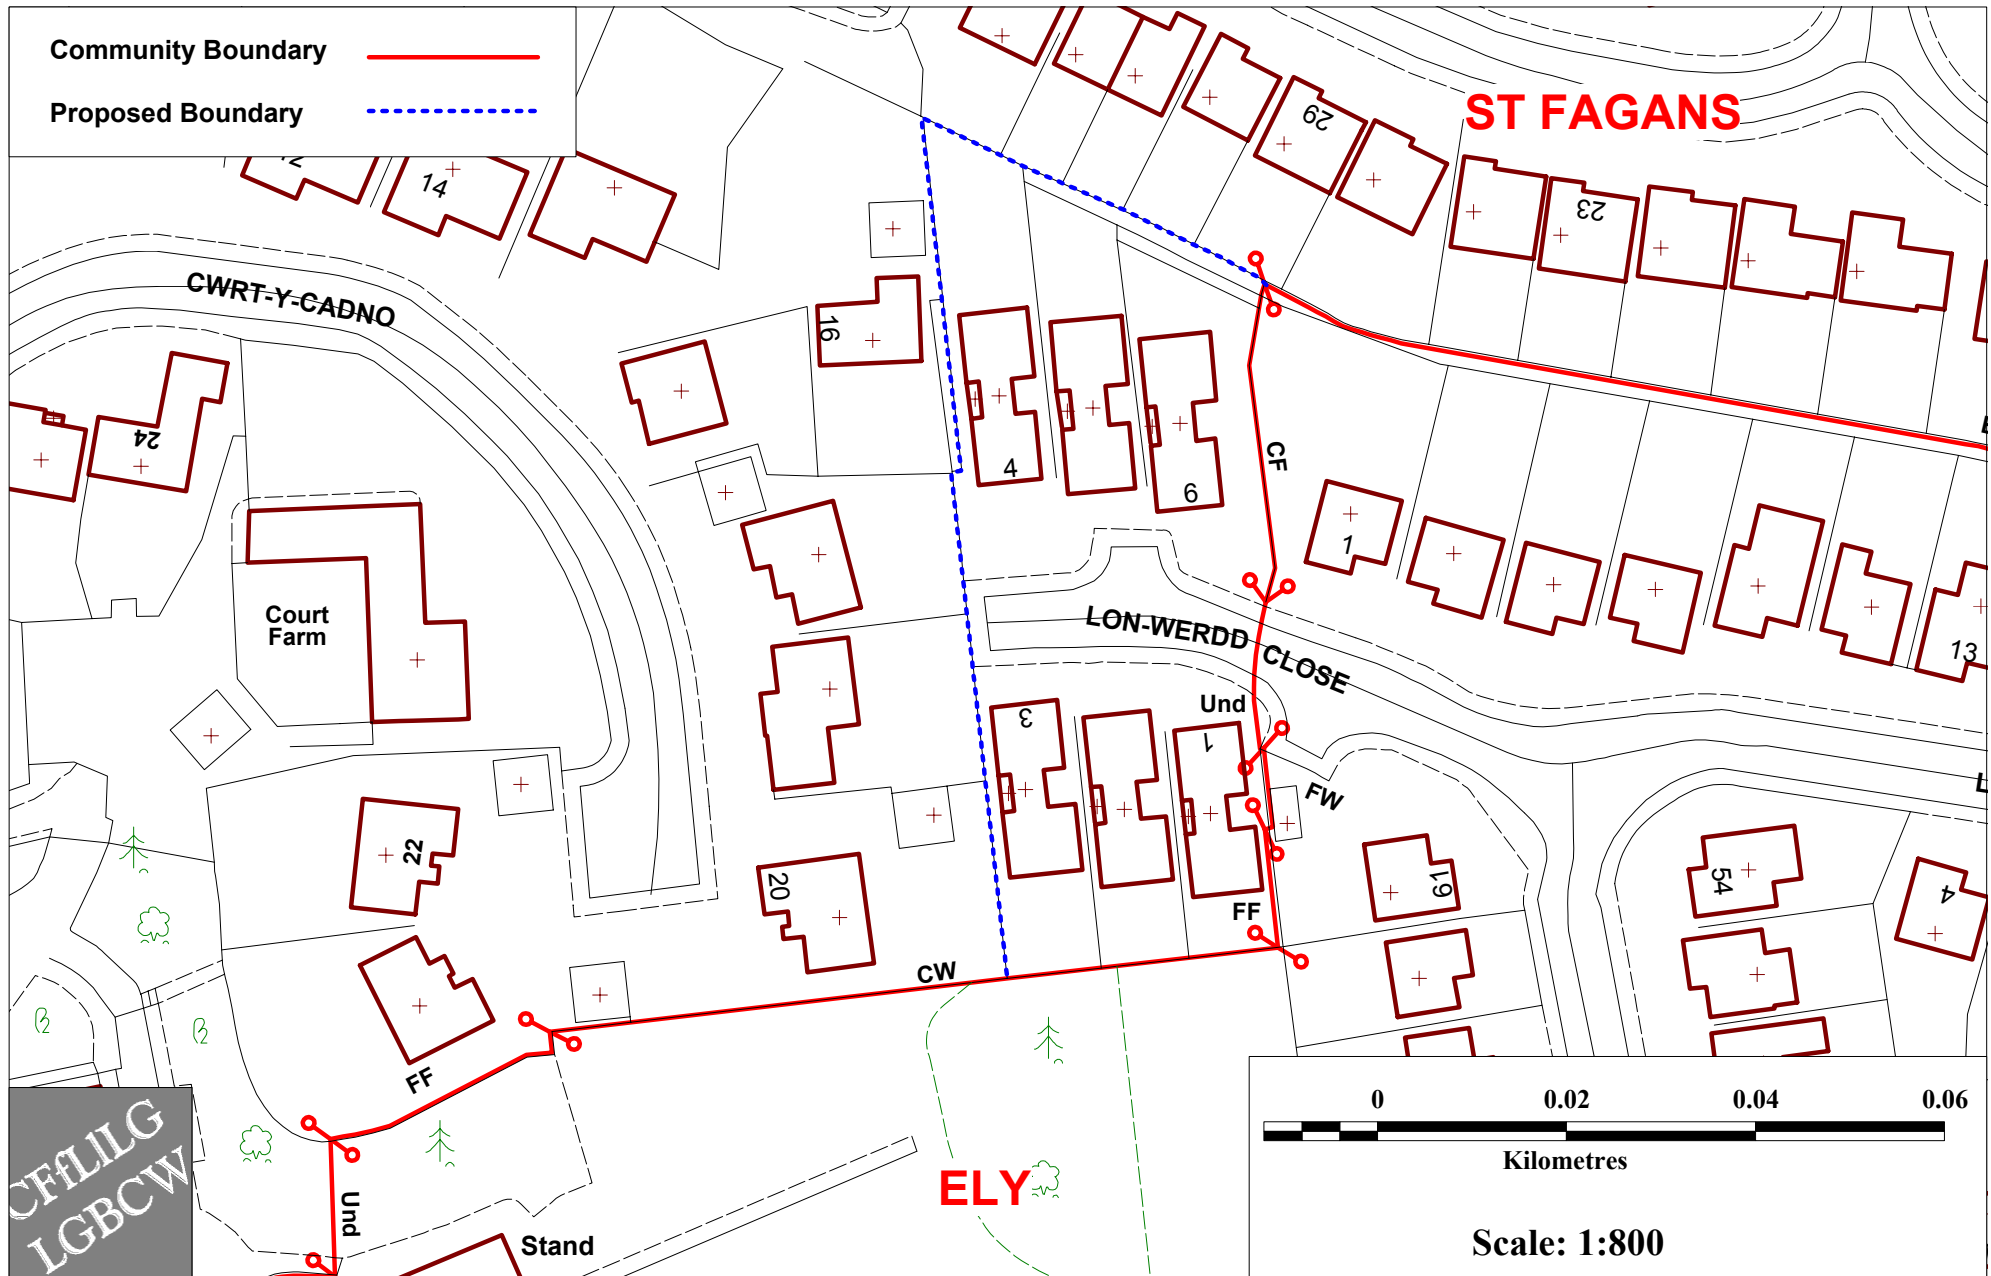 Community Boundary
Proposed Boundary
ST FAGANS
29
23
14
CWRT-Y-CADNO
16
24
4
6
CF
1
Court
Farm
LON-WERDD CLOSE
13
Und
3
1
FW
22
20
19
54
4
FF
CW
FF
ELY
Und
Stand
CFfLlLG
LGBCW
0 0.02 0.04 0.06
Kilometres
Scale: 1:800